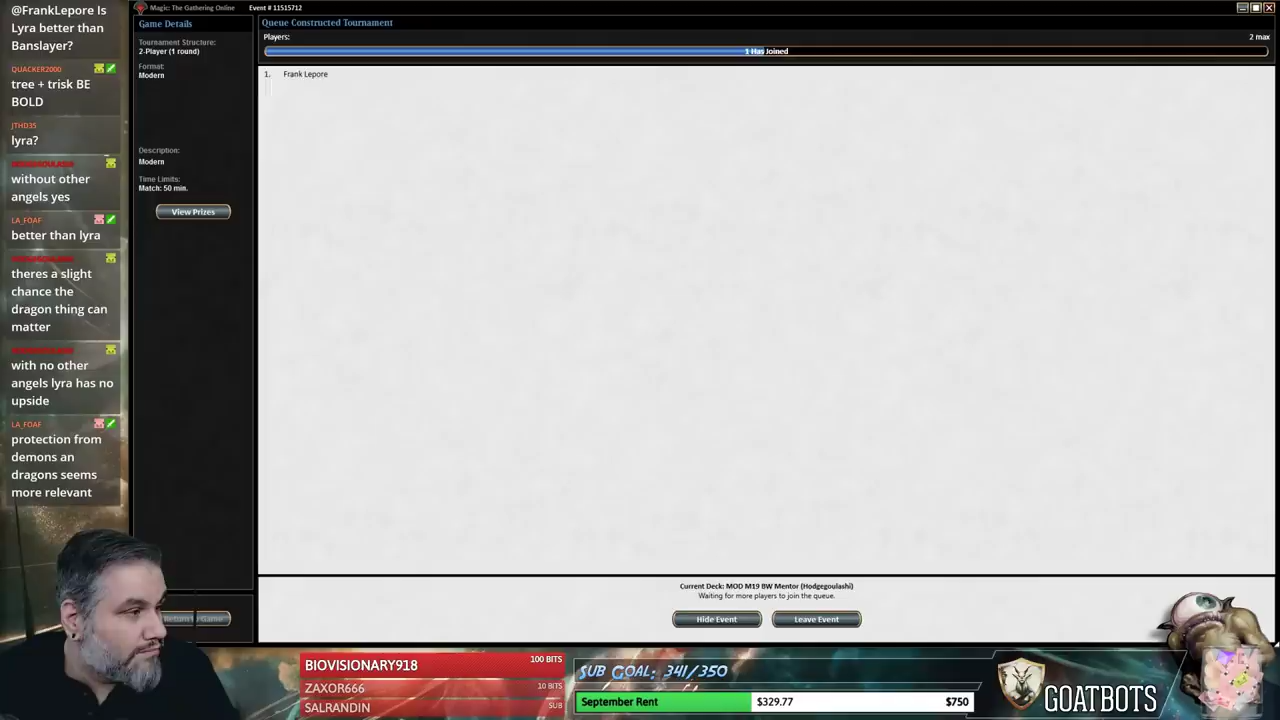 @FrankLepore Is
Lyra better than
Banslayer?
QUACKER2000
tree + trisk BE
BOLD
JTHD35
lyra?
without other
angels yes
LA_FOAF
better than lyra
theres a slight
chance the
dragon thing can
matter
with no other
angels lyra has no
upside
LA_FOAF
protection from
demons an
dragons seems
more relevant
Magic: The Gathering Online Event # 11515712
Game Details
Tournament Structure:
2-Player (1 round)
Format:
Modern
Description:
Modern
Time Limits:
Match: 50 min.
View Prizes
Return to Game
Queue Constructed Tournament
Players:
2 max
1 Has Joined
1. Frank Lepore
Current Deck: MOD M19 BW Mentor (Hodgegoulashi)
Waiting for more players to join the queue.
Hide Event
Leave Event
BIOVISIONARY918 100 BITS
ZAXOR666 10 BITS
SALRANDIN SUB
SUB GOAL: 341/350
September Rent $329.77 $750
GOATBOTS